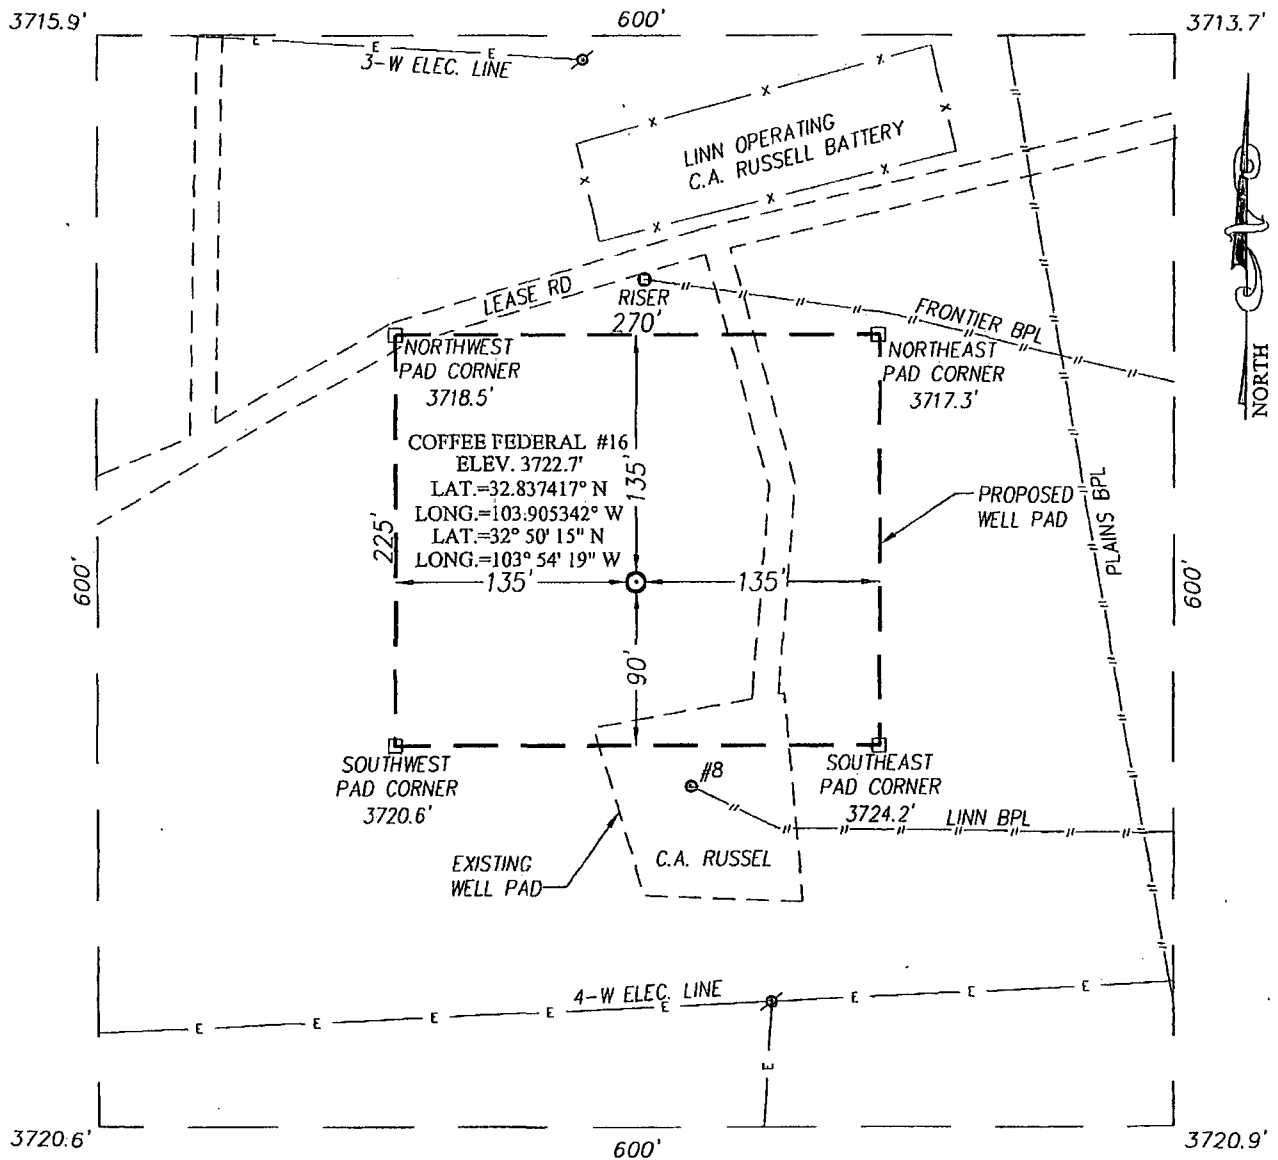 3715.9'
600'
3713.7'
E
E
E
3-W ELEC. LINE
LINN OPERATING
C.A. RUSSELL BATTERY
LEASE RD
RISER
270'
FRONTIER BPL
NORTHWEST
PAD CORNER
3718.5'
NORTHEAST
PAD CORNER
3717.3'
NORTH
COFFEE FEDERAL #16
ELEV. 3722.7'
LAT.=32.837417° N
LONG.=103.905342° W
LAT.=32° 50' 15" N
LONG.=103° 54' 19" W
135'
225'
135'
135'
90'
PROPOSED
WELL PAD
PLAINS BPL
600'
600'
SOUTHWEST
PAD CORNER
3720.6'
#8
SOUTHEAST
PAD CORNER
3724.2'
LINN BPL
EXISTING
WELL PAD
C.A. RUSSEL
4-W ELEC. LINE
E
E
E
E
E
E
E
E
E
3720.6'
600'
3720.9'